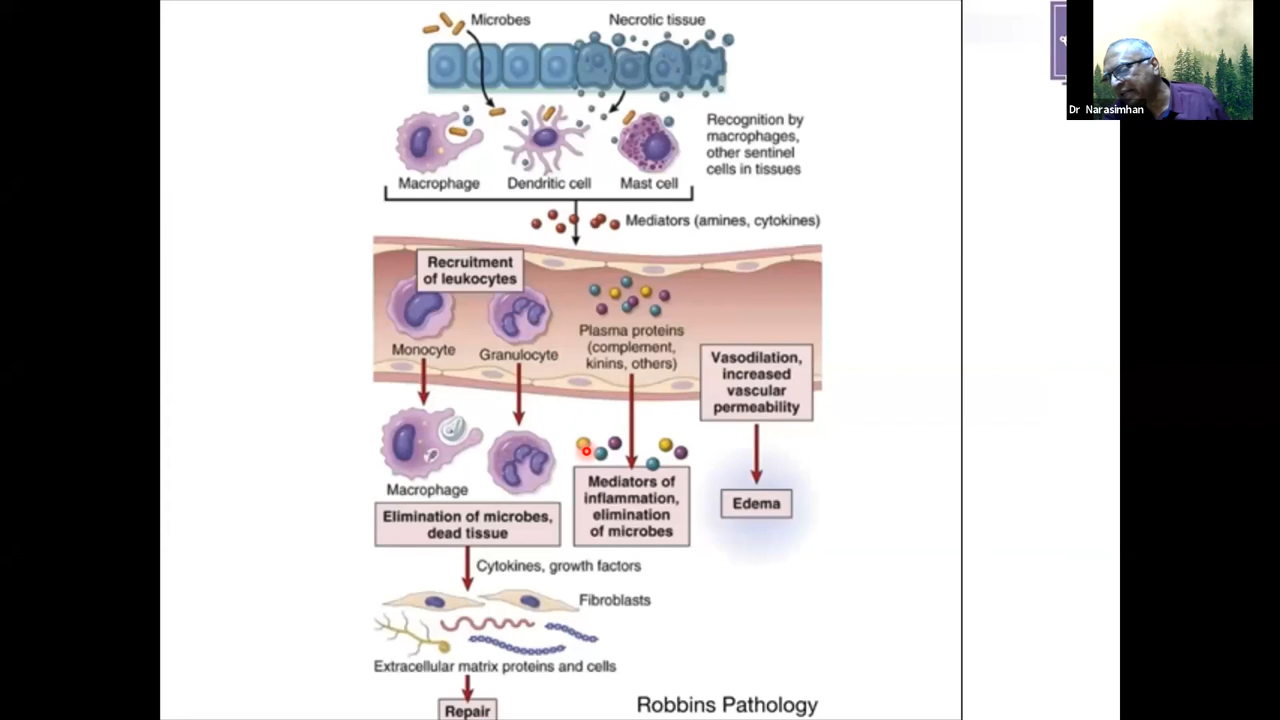 Microbes
Necrotic tissue
Dr Narasimhan
Recognition by
macrophages,
other sentinel
cells in tissues
Macrophage
Dendritic cell
Mast cell
Mediators (amines, cytokines)
Recruitment
of leukocytes
Monocyte
Granulocyte
Plasma proteins
(complement,
kinins, others)
Vasodilation,
increased
vascular
permeability
Macrophage
Elimination of microbes,
dead tissue
Mediators of
inflammation,
elimination
of microbes
Edema
Cytokines, growth factors
Fibroblasts
Extracellular matrix proteins and cells
Repair
Robbins Pathology